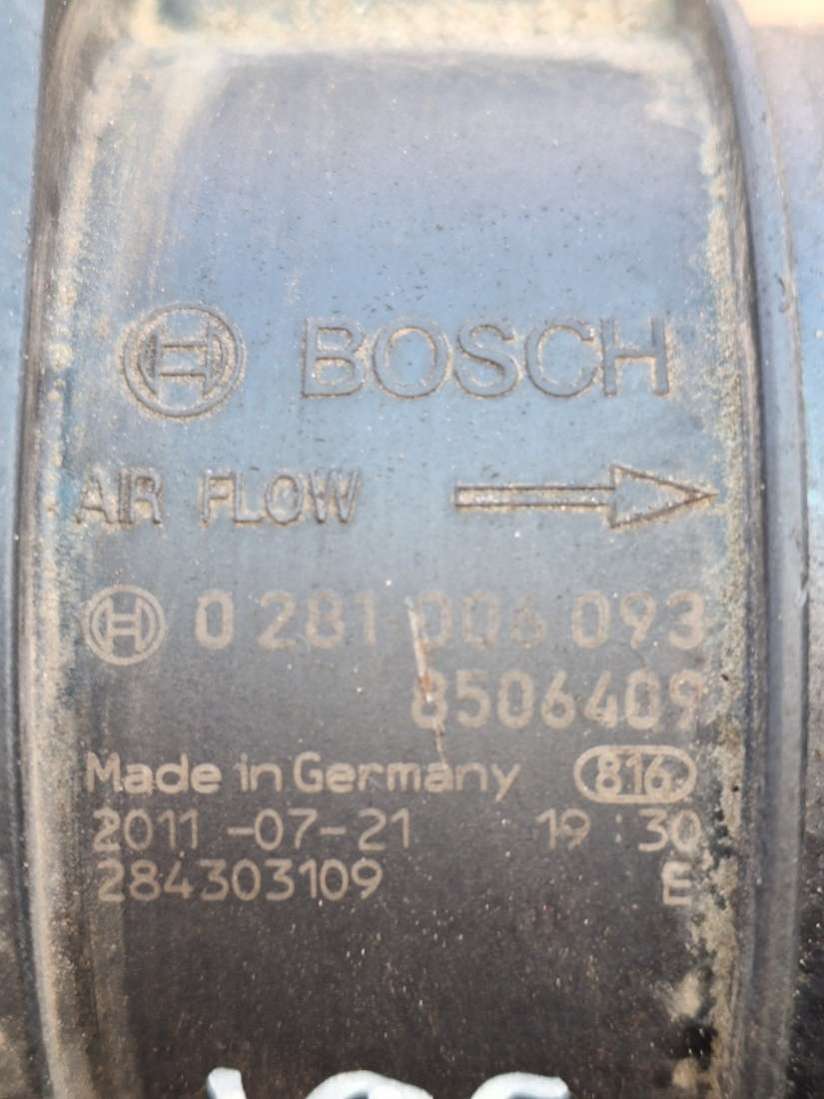 BOSCH
AIR FLOW
0 281 006 093
8506409
Made in Germany 816
2011-07-21 19:30
284303109 E